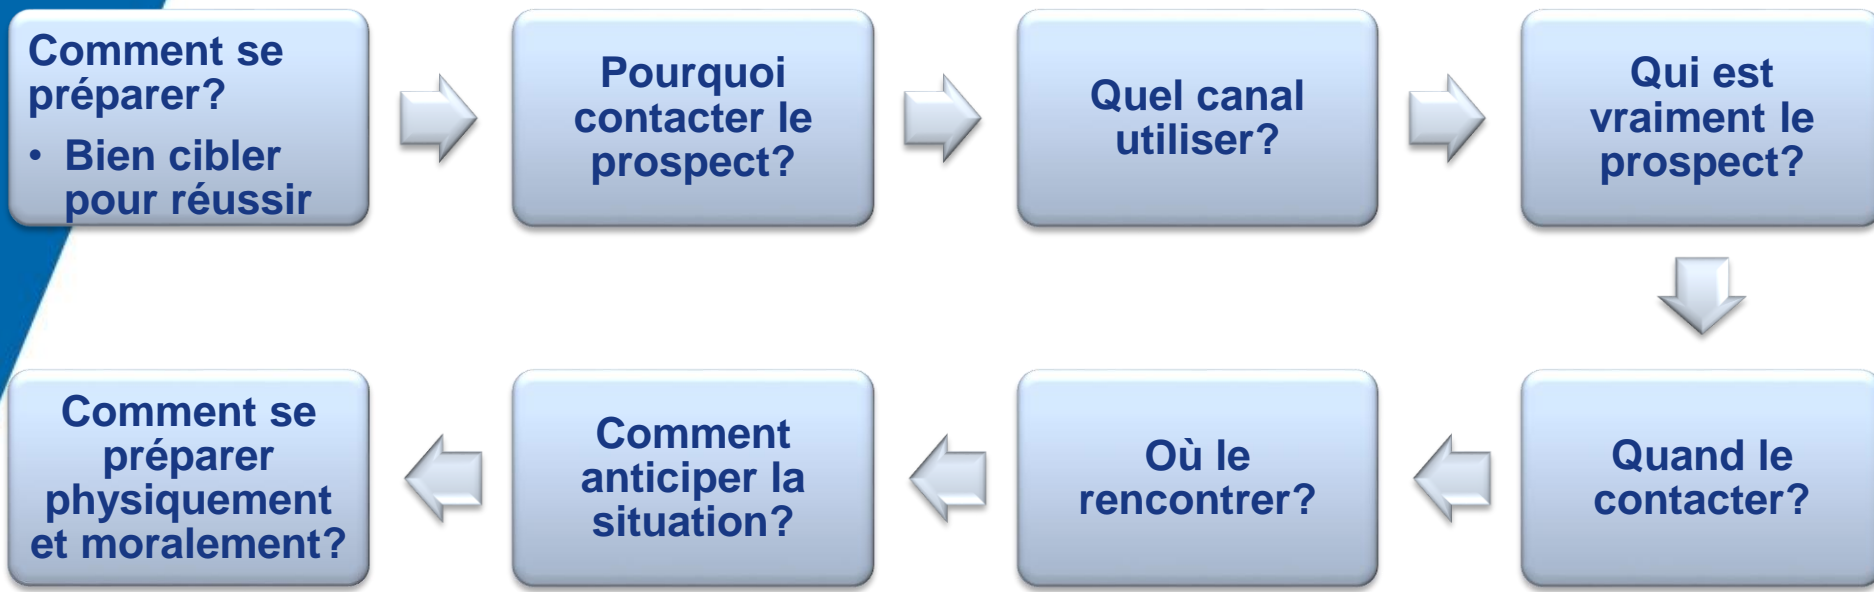 Comment se
préparer?
• Bien cibler
pour réussir
Pourquoi
contacter le
prospect?
Quel canal
utiliser?
Qui est
vraiment le
prospect?
Quand le
contacter?
Où le
rencontrer?
Comment
anticiper la
situation?
Comment se
préparer
physiquement
et moralement?